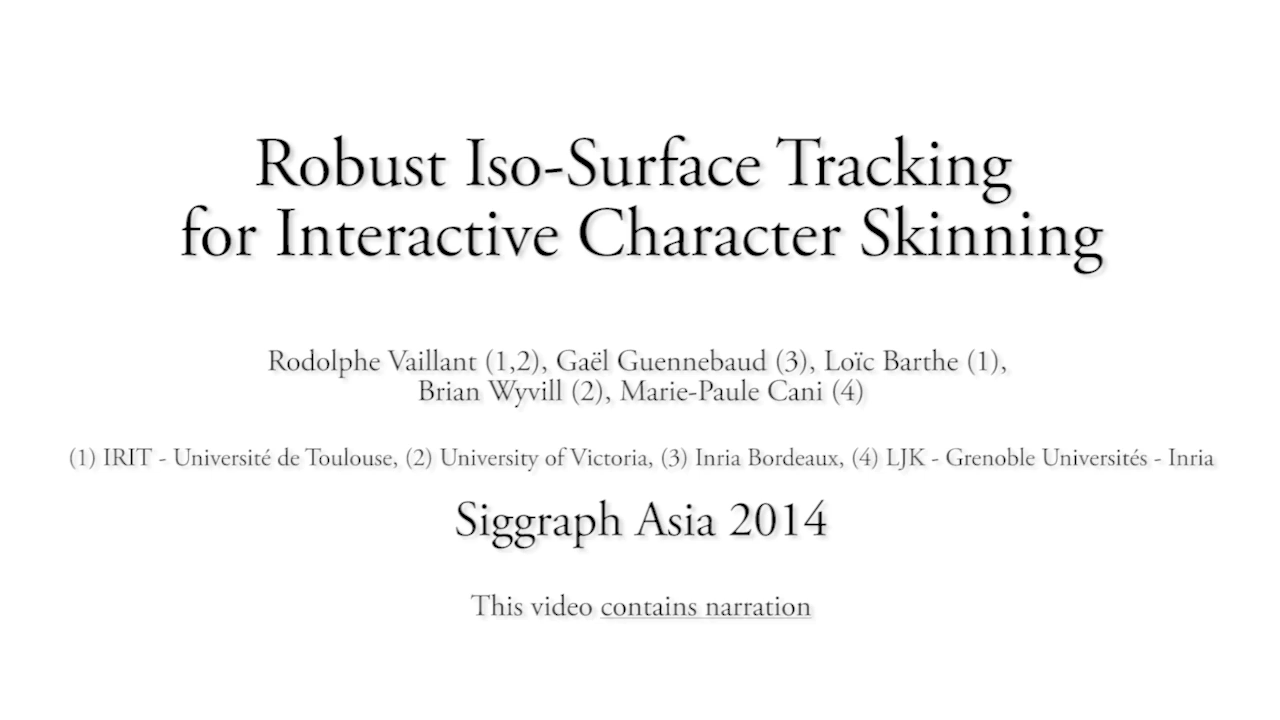 Robust Iso-Surface Tracking
for Interactive Character Skinning
Rodolphe Vaillant (1,2), Gaël Guennebaud (3), Loïc Barthe (1),
Brian Wyvill (2), Marie-Paule Cani (4)
(1) IRIT - Université de Toulouse, (2) University of Victoria, (3) Inria Bordeaux, (4) LJK - Grenoble Universités - Inria
Siggraph Asia 2014
This video contains narration